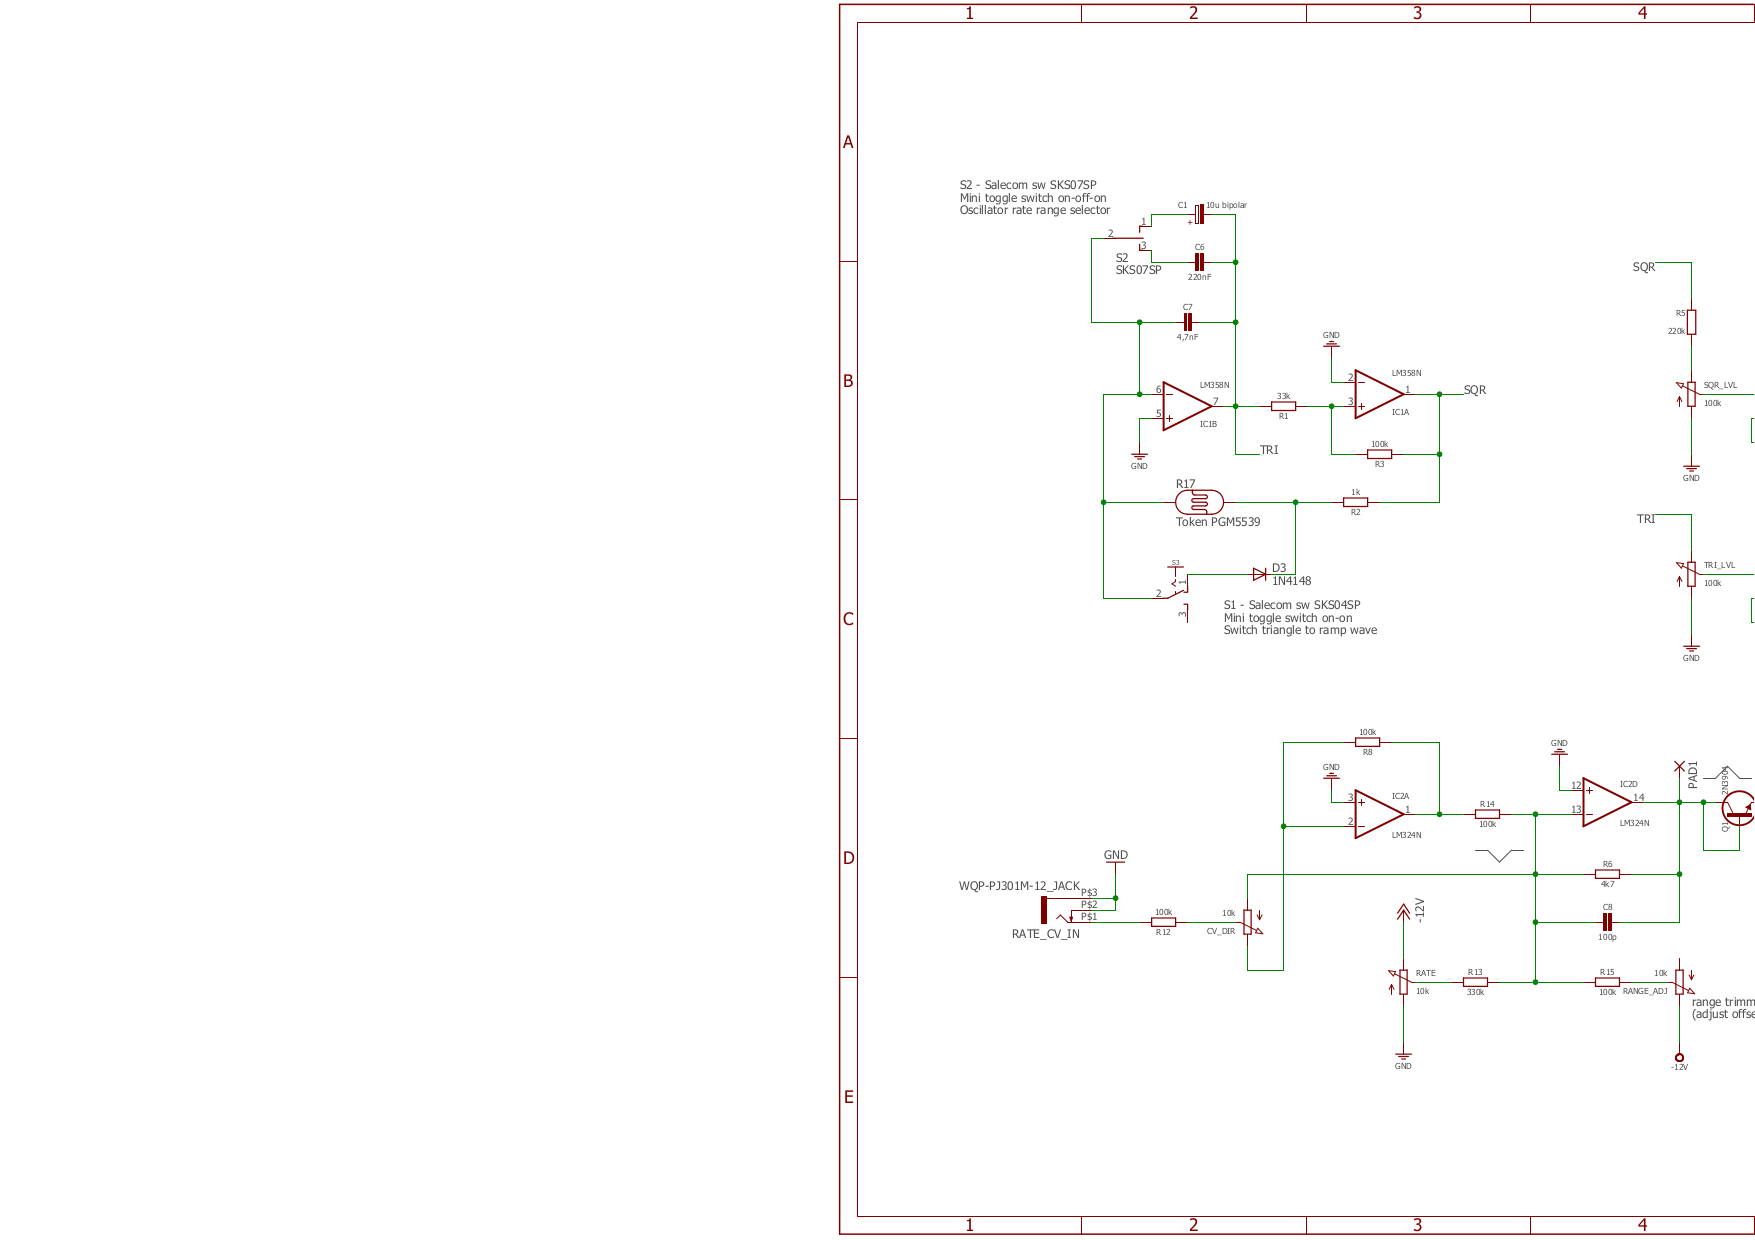 1 2 3 4
A
B
C
D
E
S2 - Salecom sw SKS07SP
Mini toggle switch on-off-on
Oscillator rate range selector
C1
10u bipolar
+
1
2
3
S2
SKS07SP
C6
220nF
C7
4,7nF
6
5
7
LM358N
IC1B
GND
33k
R1
GND
2
3
1
LM358N
IC1A
SQR
TRI
100k
R3
R17
Token PGM5539
1k
R2
S3
1
2
3
D3
1N4148
S1 - Salecom sw SKS04SP
Mini toggle switch on-on
Switch triangle to ramp wave
SQR
R5
220k
SQR_LVL
100k
GND
TRI
TRI_LVL
100k
GND
100k
R8
GND
3
2
1
IC2A
LM324N
R14
100k
GND
12
13
14
IC2D
LM324N
PAD1
2N3904
Q1
R6
4k7
C8
100p
GND
WQP-PJ301M-12_JACK
P$3
P$2
P$1
RATE_CV_IN
100k
R12
10k
CV_DIR
-12V
RATE
10k
R13
330k
GND
R15
100k
10k
RANGE_ADJ
range trimm
(adjust offse
-12V
1 2 3 4